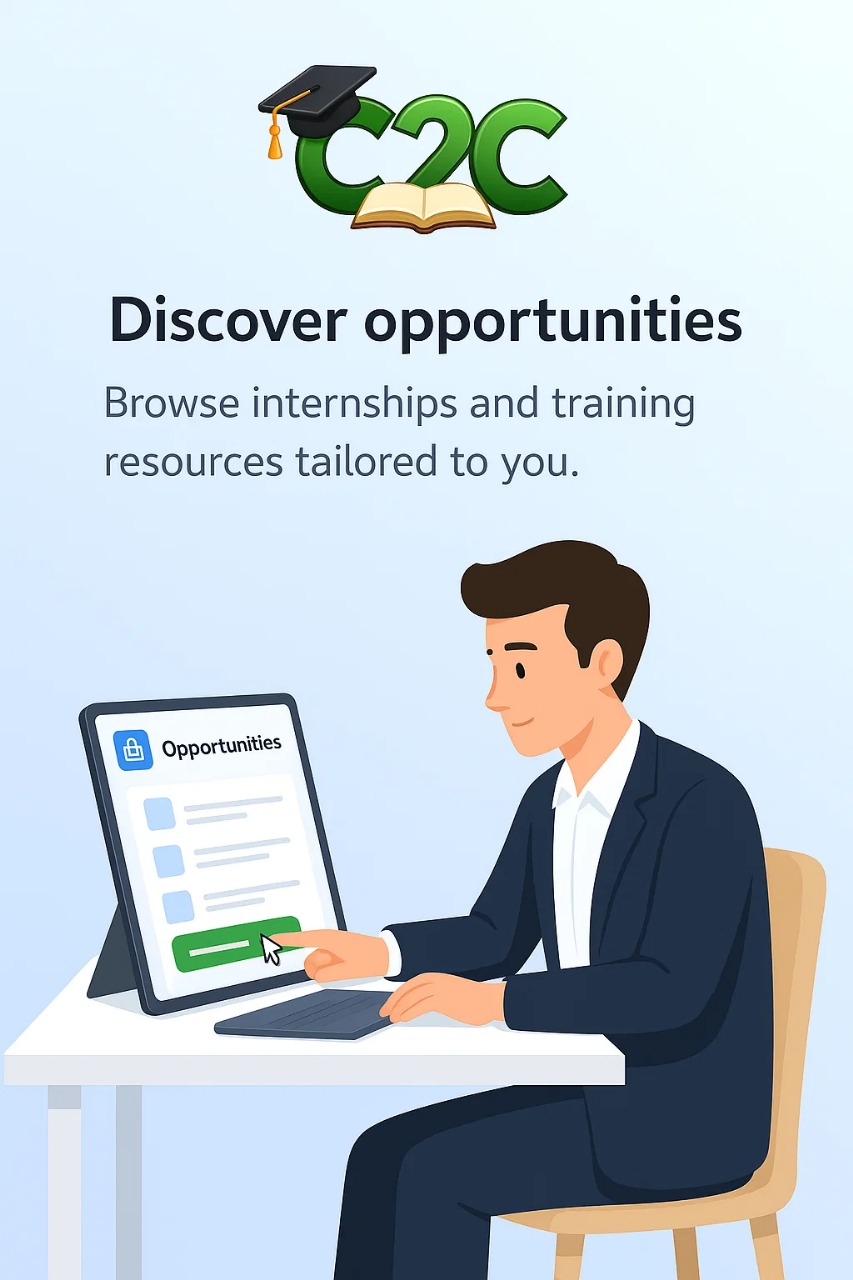 C2C
Discover opportunities
Browse internships and training
resources tailored to you.
Opportunities